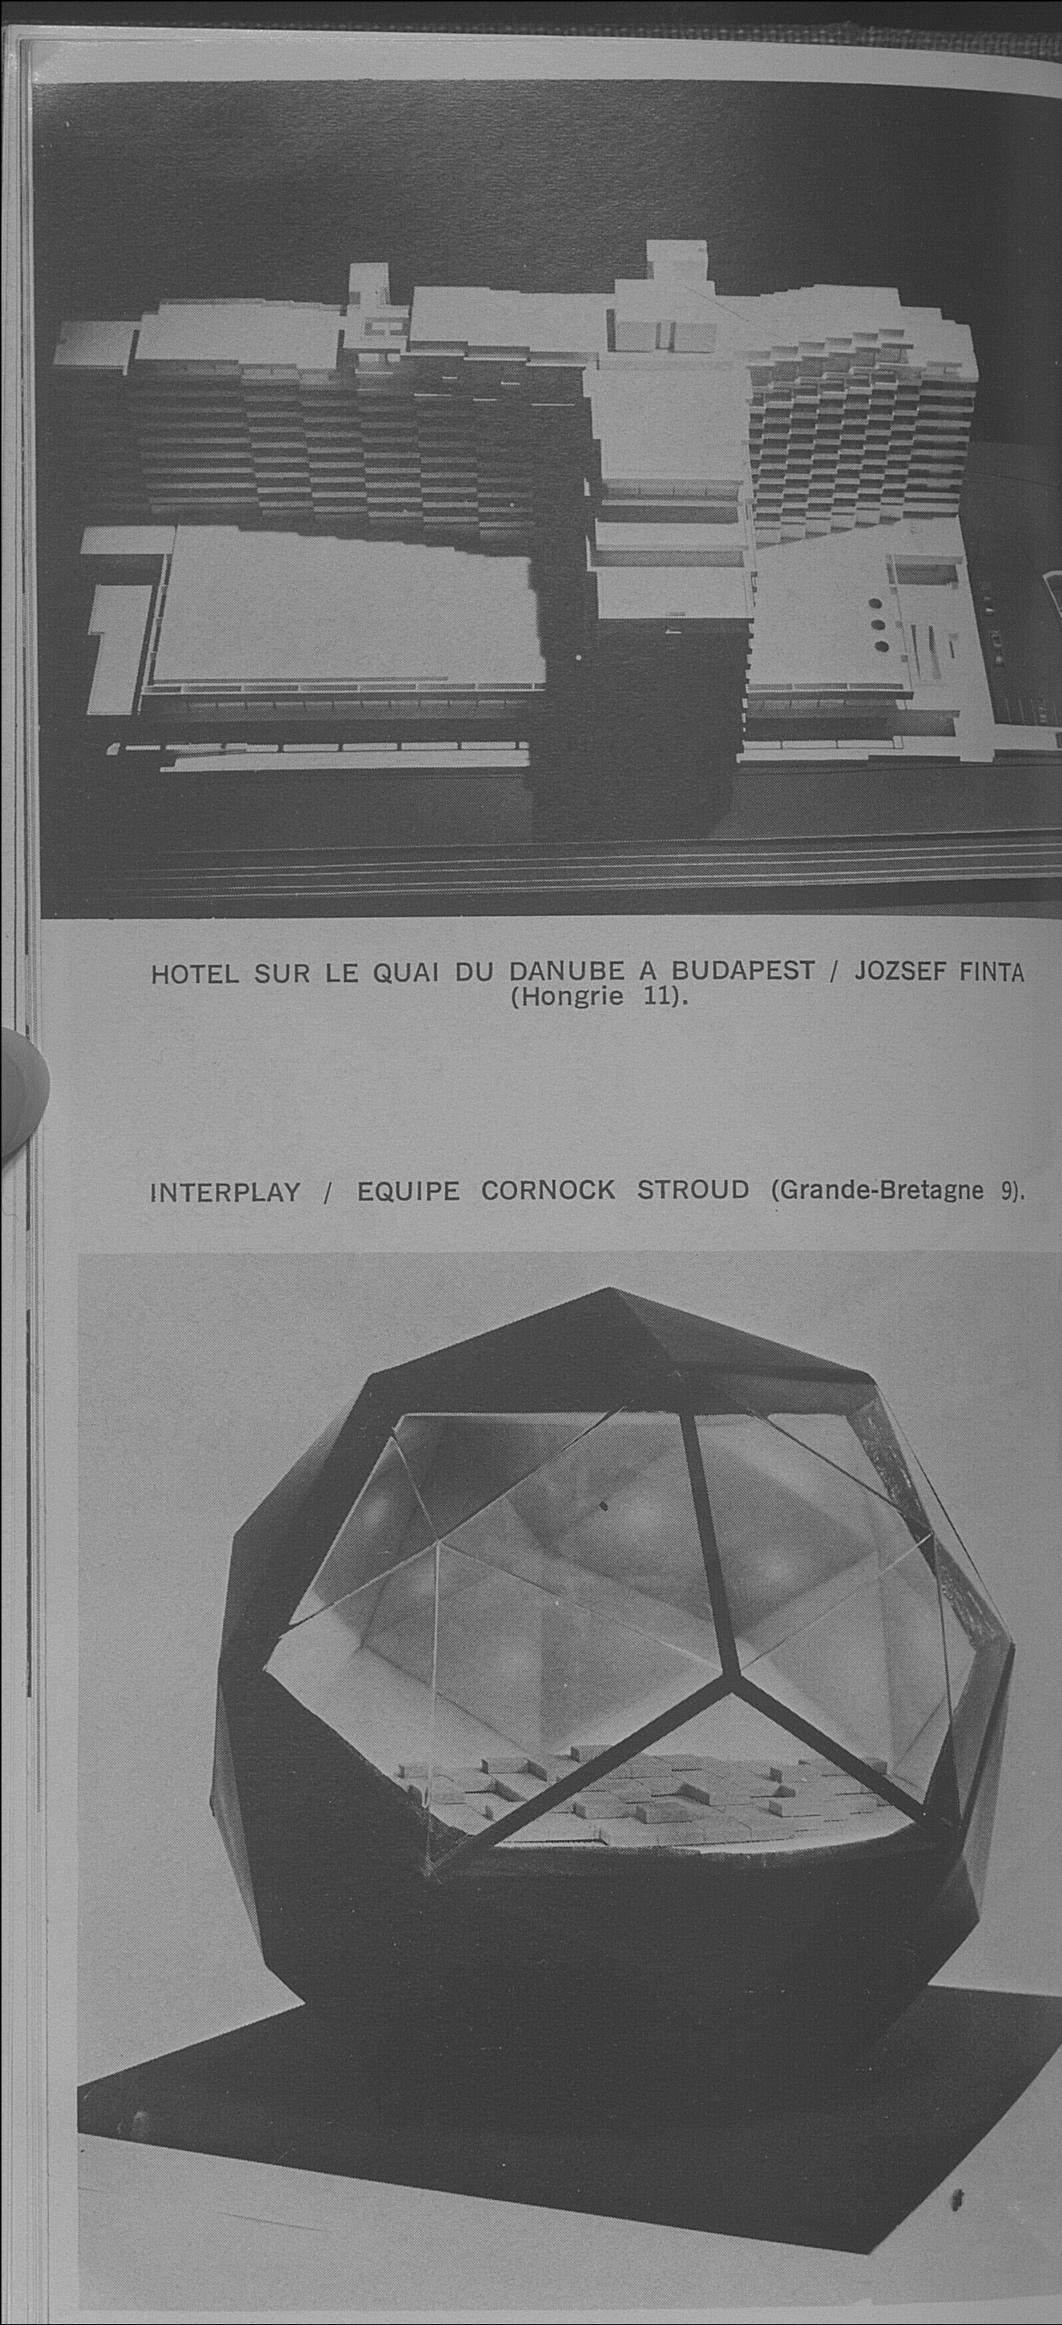 HOTEL SUR LE QUAI DU DANUBE A BUDAPEST / JOZSEF FINTA
(Hongrie 11).
INTERPLAY / EQUIPE CORNOCK STROUD (Grande-Bretagne 9).